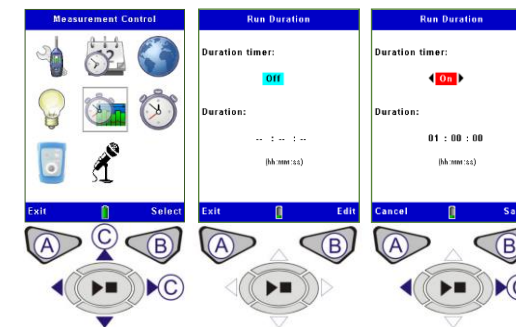 Measurement Control
12
Exit Select
A C B
C
Run Duration
Duration timer:
Off
Duration:
-- : -- : --
(hh:mm:ss)
Exit Edit
A B
Run Duration
Duration timer:
On
Duration:
01 : 00 : 00
(hh:mm:ss)
Cancel
A B